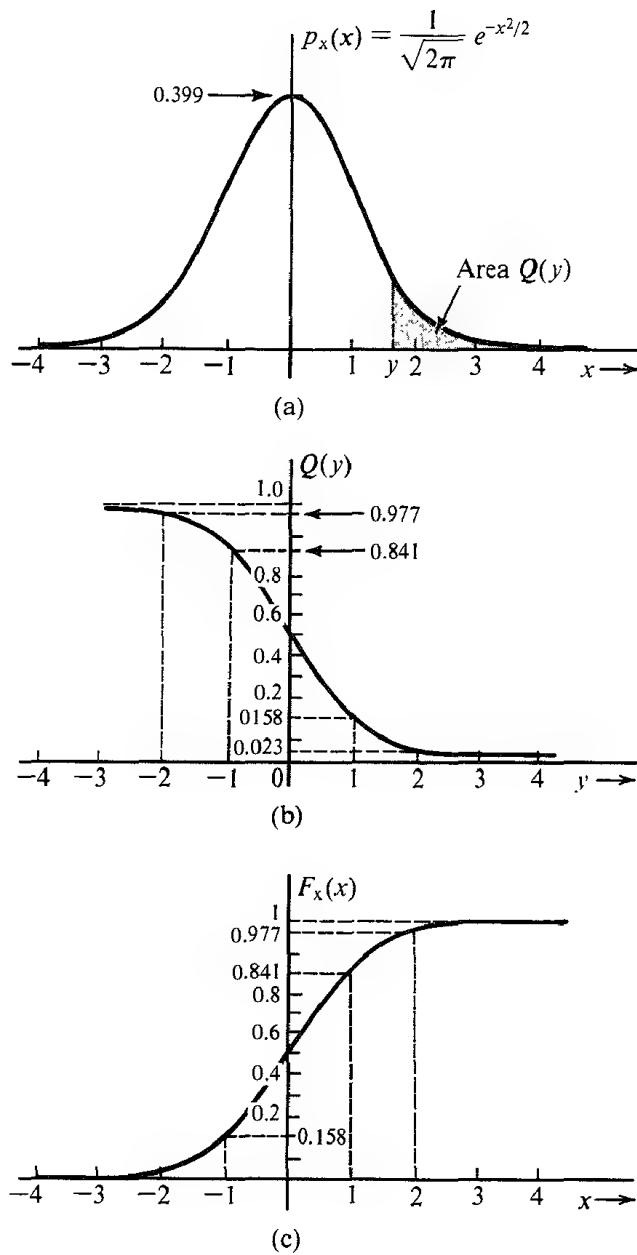 pₓ(x) = 1/√2π e^{-x²/2}
0.399
Area Q(y)
−4 −3 −2 −1 1 y 2 3 4 x
(a)
Q(y)
1.0
0.977
0.841
0.8
0.6
0.4
0.2
0158
0.023
−4 −3 −2 −1 0 1 2 3 4 y
(b)
Fₓ(x)
1
0.977
0.841
0.8
0.6
0.4
0.2
0.158
−4 −3 −2 −1 0 1 2 3 4 x
(c)